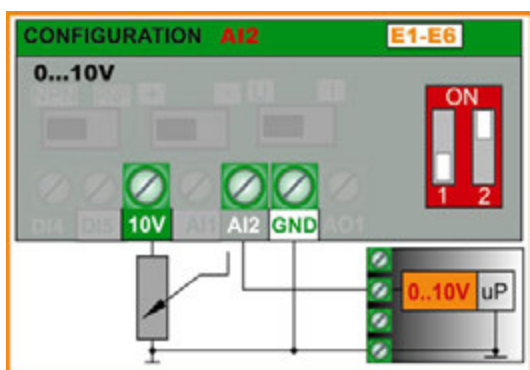 CONFIGURATION AI2 E1-E6
0...10V
ON
1 2
DI4 DI5 10V AI1 AI2 GND AO1
0..10V uP